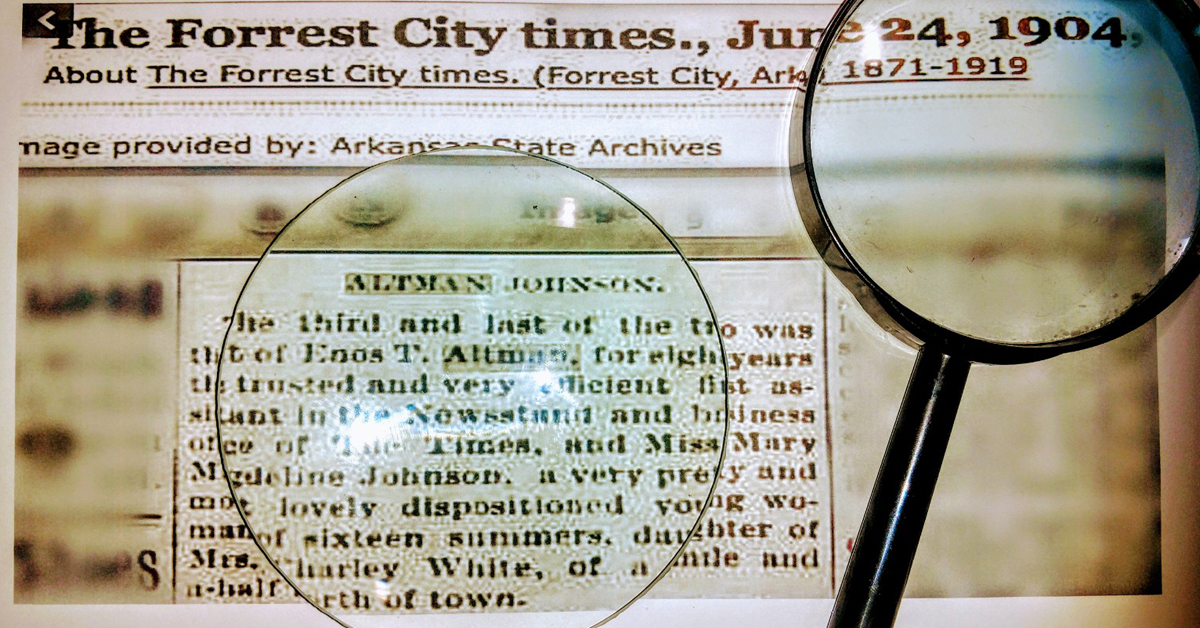 The Forrest City times., June 24, 1904,
About The Forrest City times. (Forrest City, Ark.) 1871-1919
mage provided by: Arkansas State Archives
Image
ALTMAN JOHNSON.
The third and last of the trio was
that of Enos T. Altman, for eight years
the trusted and very efficient first as-
sistant in the Newsstand and business
office of The Times, and Miss Mary
Magdeline Johnson, a very pretty and
most lovely dispositioned young wo-
man of sixteen summers, daughter of
Mrs. Charley White, of a mile and
a-half north of town.